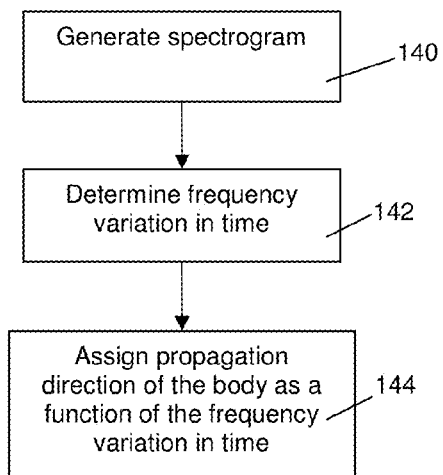 Generate spectrogram
140
Determine frequency
variation in time
142
Assign propagation
direction of the body as a
function of the frequency
variation in time
144